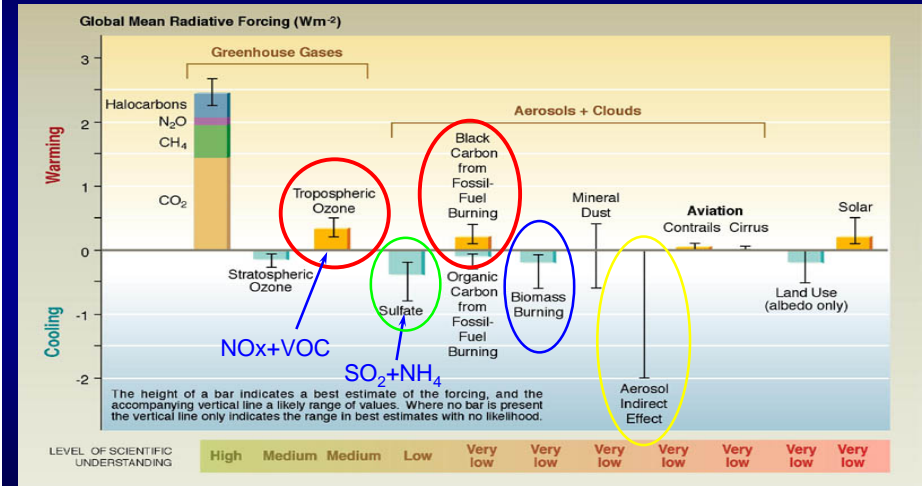 Global Mean Radiative Forcing (Wm-2)
Greenhouse Gases
Aerosols + Clouds
Warming
Cooling
3
2
1
0
-1
-2
Halocarbons
N2O
CH4
CO2
Stratospheric
Ozone
Tropospheric
Ozone
NOx+VOC
Sulfate
SO2+NH4
Black
Carbon
from
Fossil-
Fuel
Burning
Organic
Carbon
from
Fossil-
Fuel
Burning
Biomass
Burning
Mineral
Dust
Aerosol
Indirect
Effect
Aviation
Contrails Cirrus
Land Use
(albedo only)
Solar
The height of a bar indicates a best estimate of the forcing, and the
accompanying vertical line a likely range of values. Where no bar is present
the vertical line only indicates the range in best estimates with no likelihood.
LEVEL OF SCIENTIFIC
UNDERSTANDING
High Medium Medium Low Very low Very low Very low Very low Very low Very low Very low